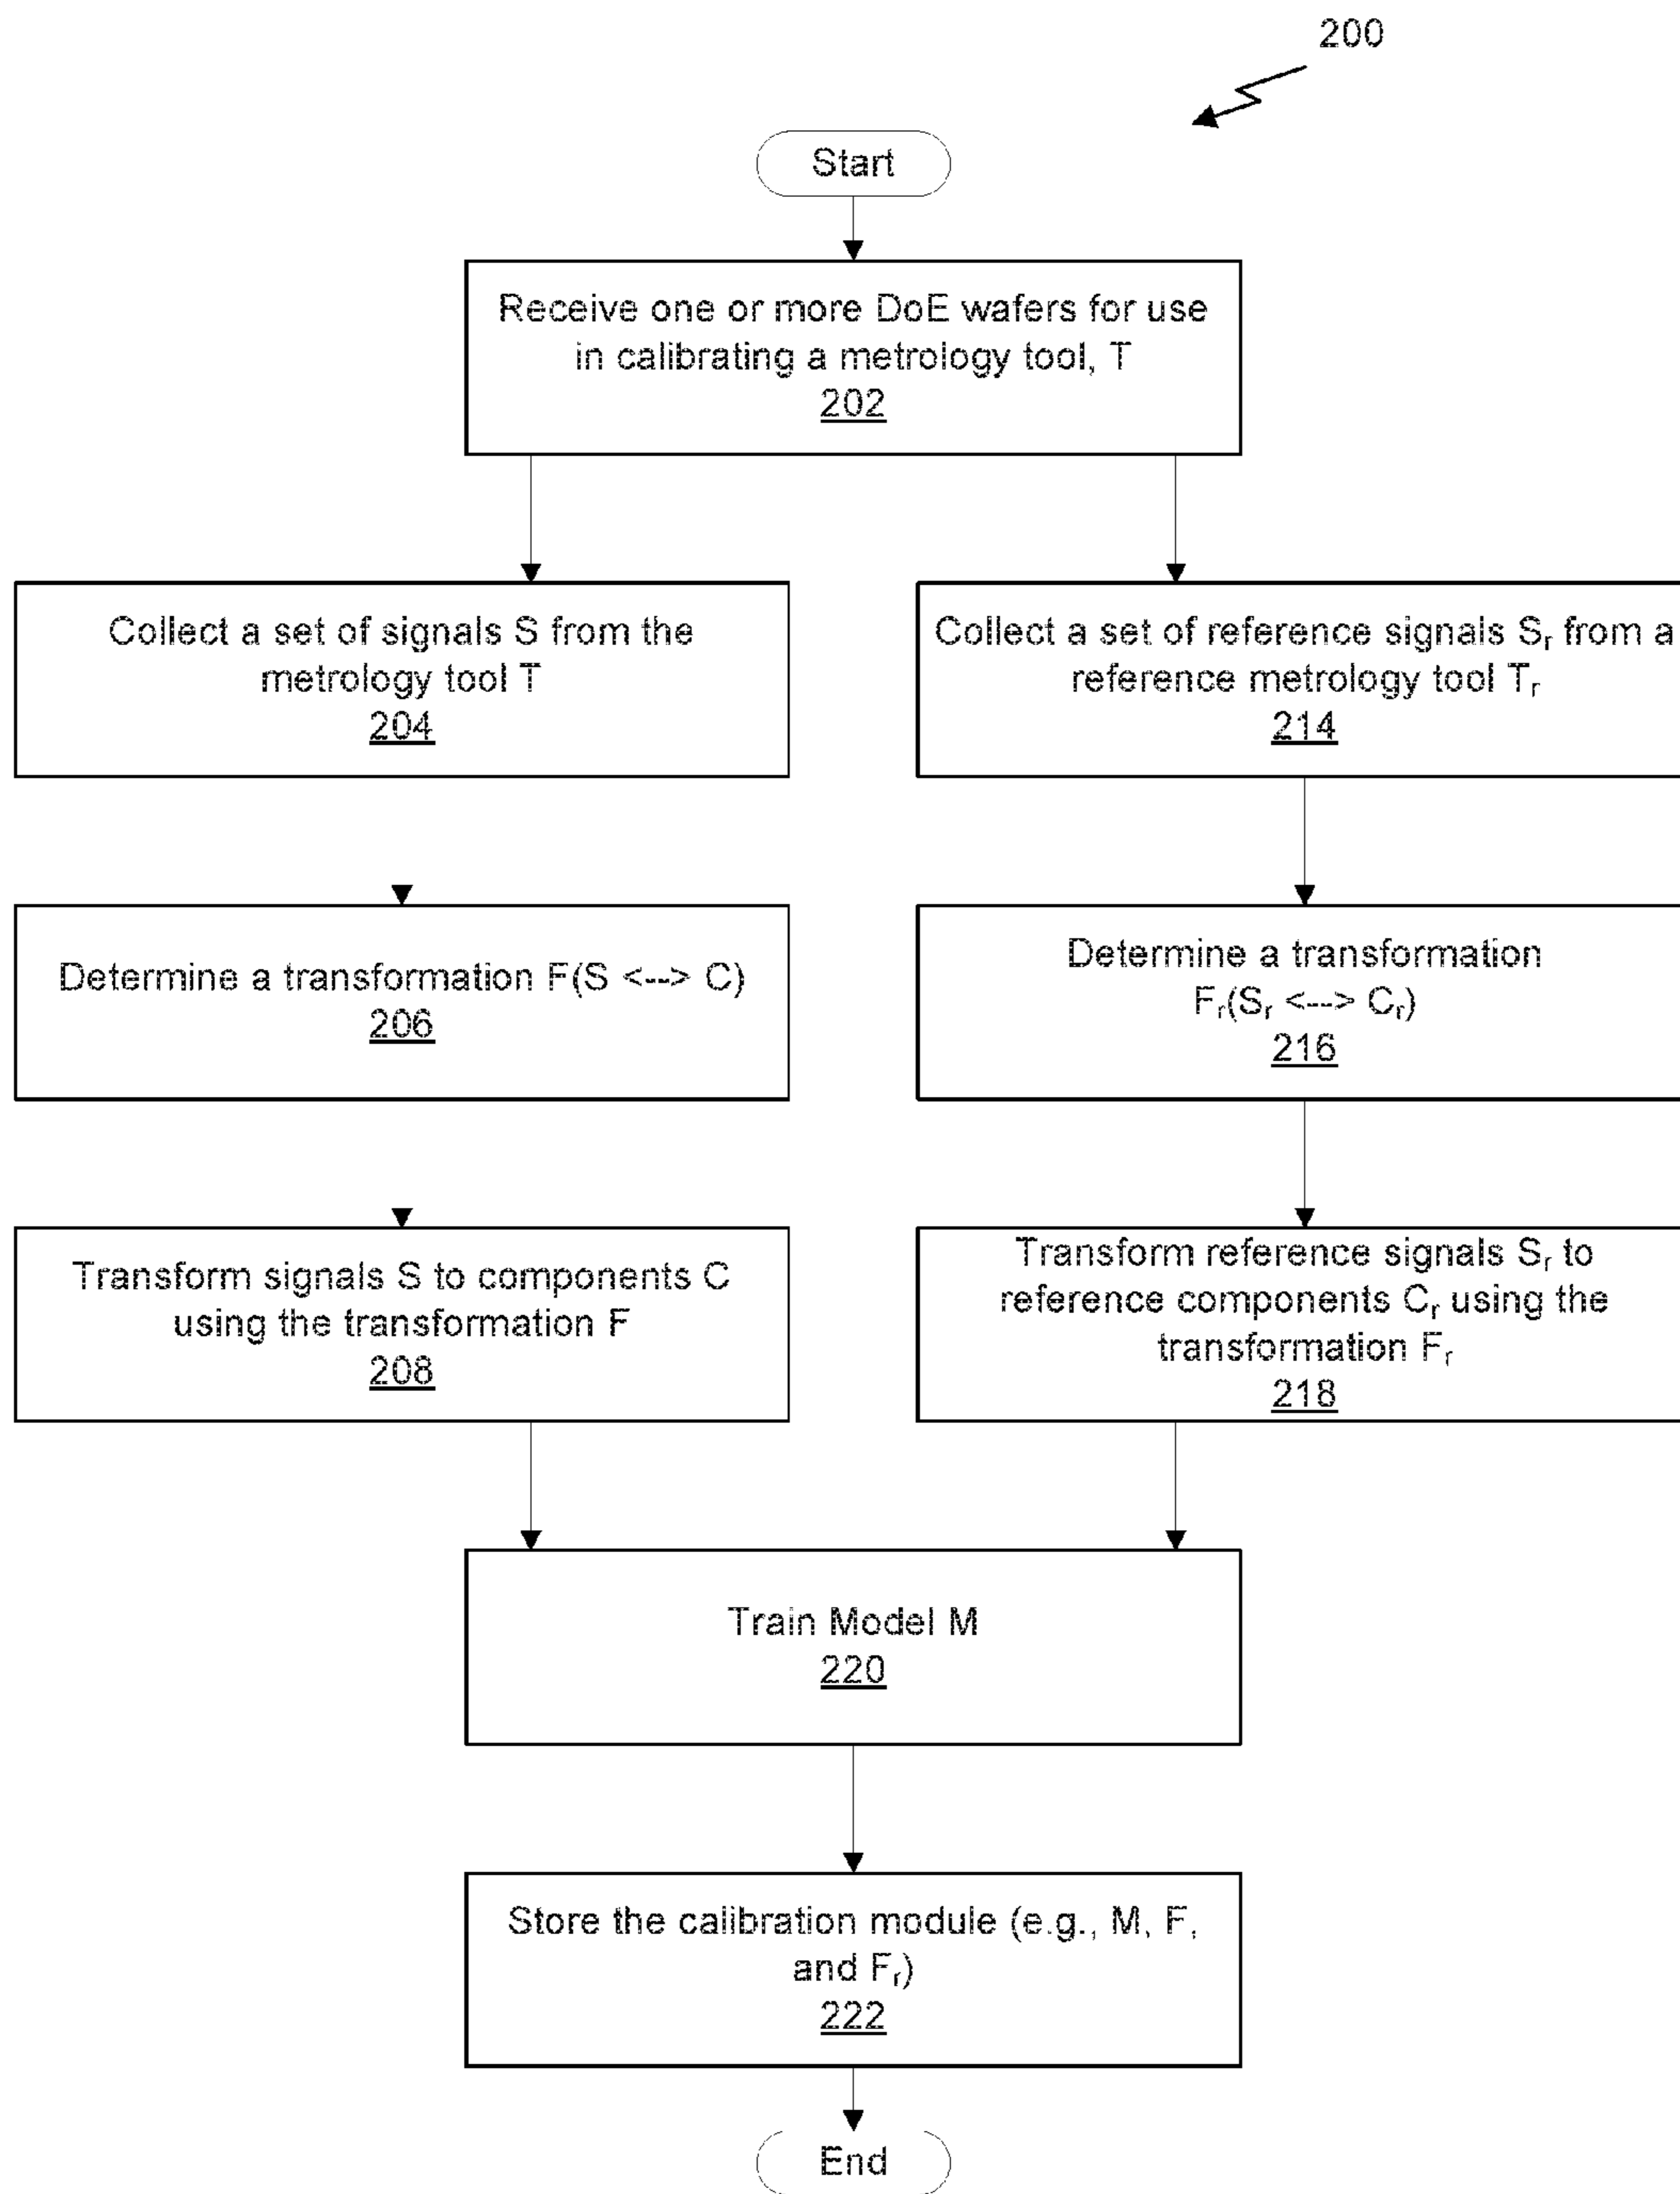 200
Start
Receive one or more DoE wafers for use
in calibrating a metrology tool, T
202
Collect a set of signals S from the
metrology tool T
204
Collect a set of reference signals Sᵣ from a
reference metrology tool Tᵣ
214
Determine a transformation F(S <--> C)
206
Determine a transformation
Fᵣ(Sᵣ <--> Cᵣ)
216
Transform signals S to components C
using the transformation F
208
Transform reference signals Sᵣ to
reference components Cᵣ using the
transformation Fᵣ
218
Train Model M
220
Store the calibration module (e.g., M, F,
and Fᵣ)
222
End